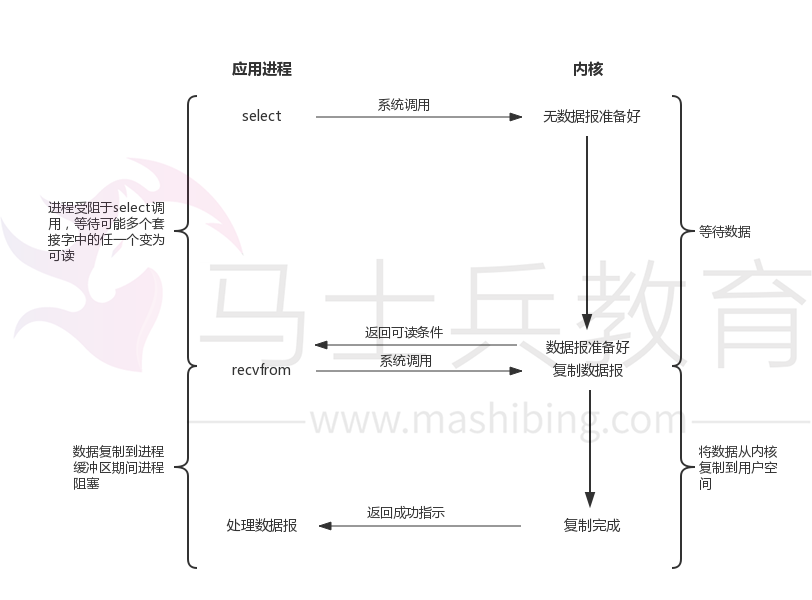 应用进程
内核
select
系统调用
无数据报准备好
进程受阻于select调
用，等待可能多个套
接字中的任一个变为
可读
等待数据
马士兵教育
返回可读条件
数据报准备好
recvfrom
系统调用
复制数据报
www.mashibing.com
数据复制到进程
缓冲区期间进程
阻塞
将数据从内核
复制到用户空
间
处理数据报
返回成功指示
复制完成